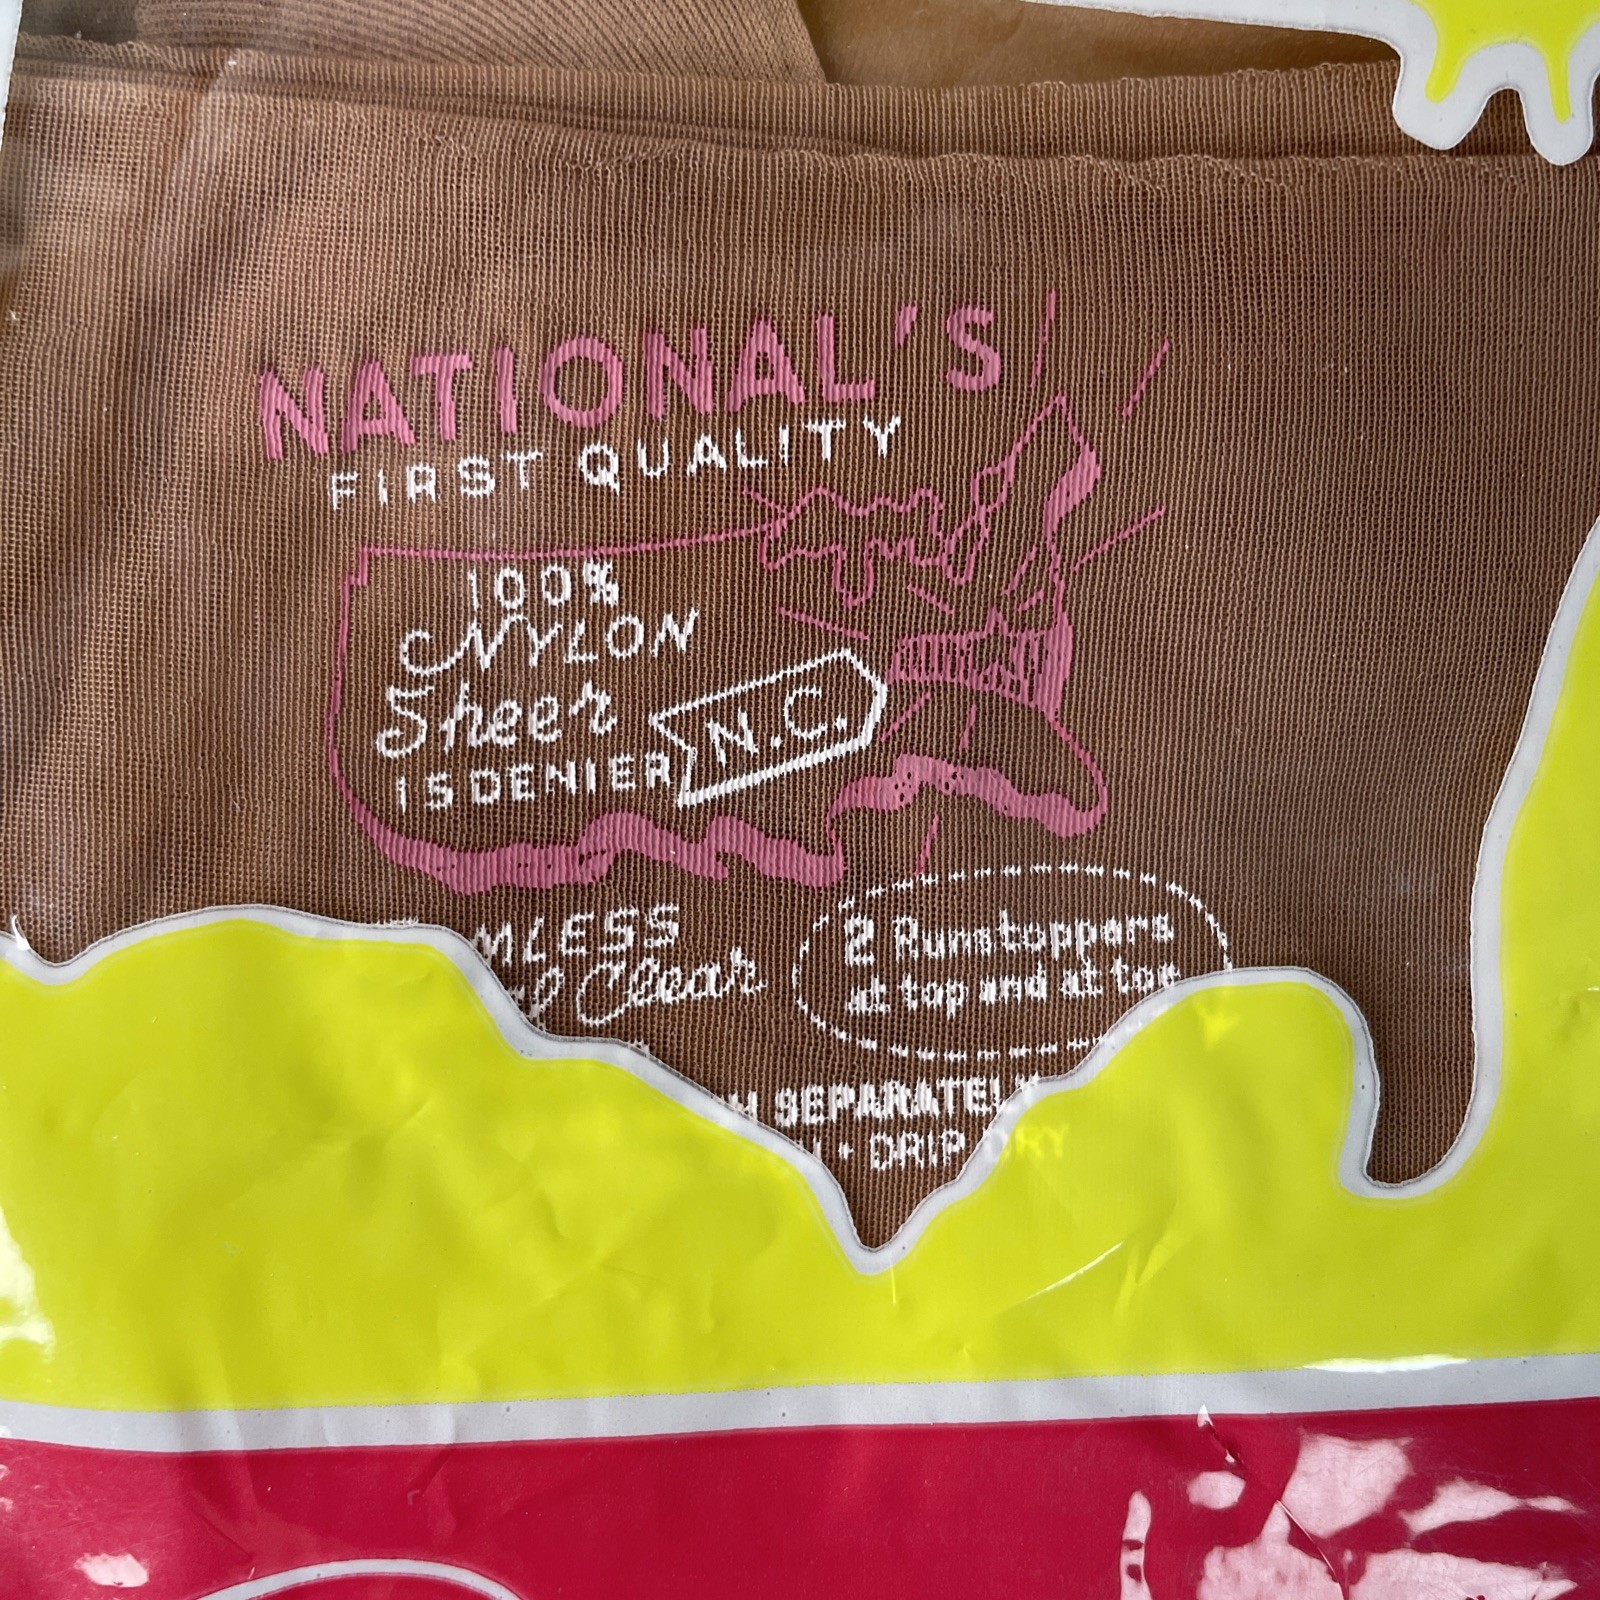 NATIONAL'S
FIRST QUALITY
100%
NYLON
Sheer
15 DENIER
N.C.
MLESS
Clear
2 Runstoppers
at top and at toe
SEPARATELY
DRIP DRY